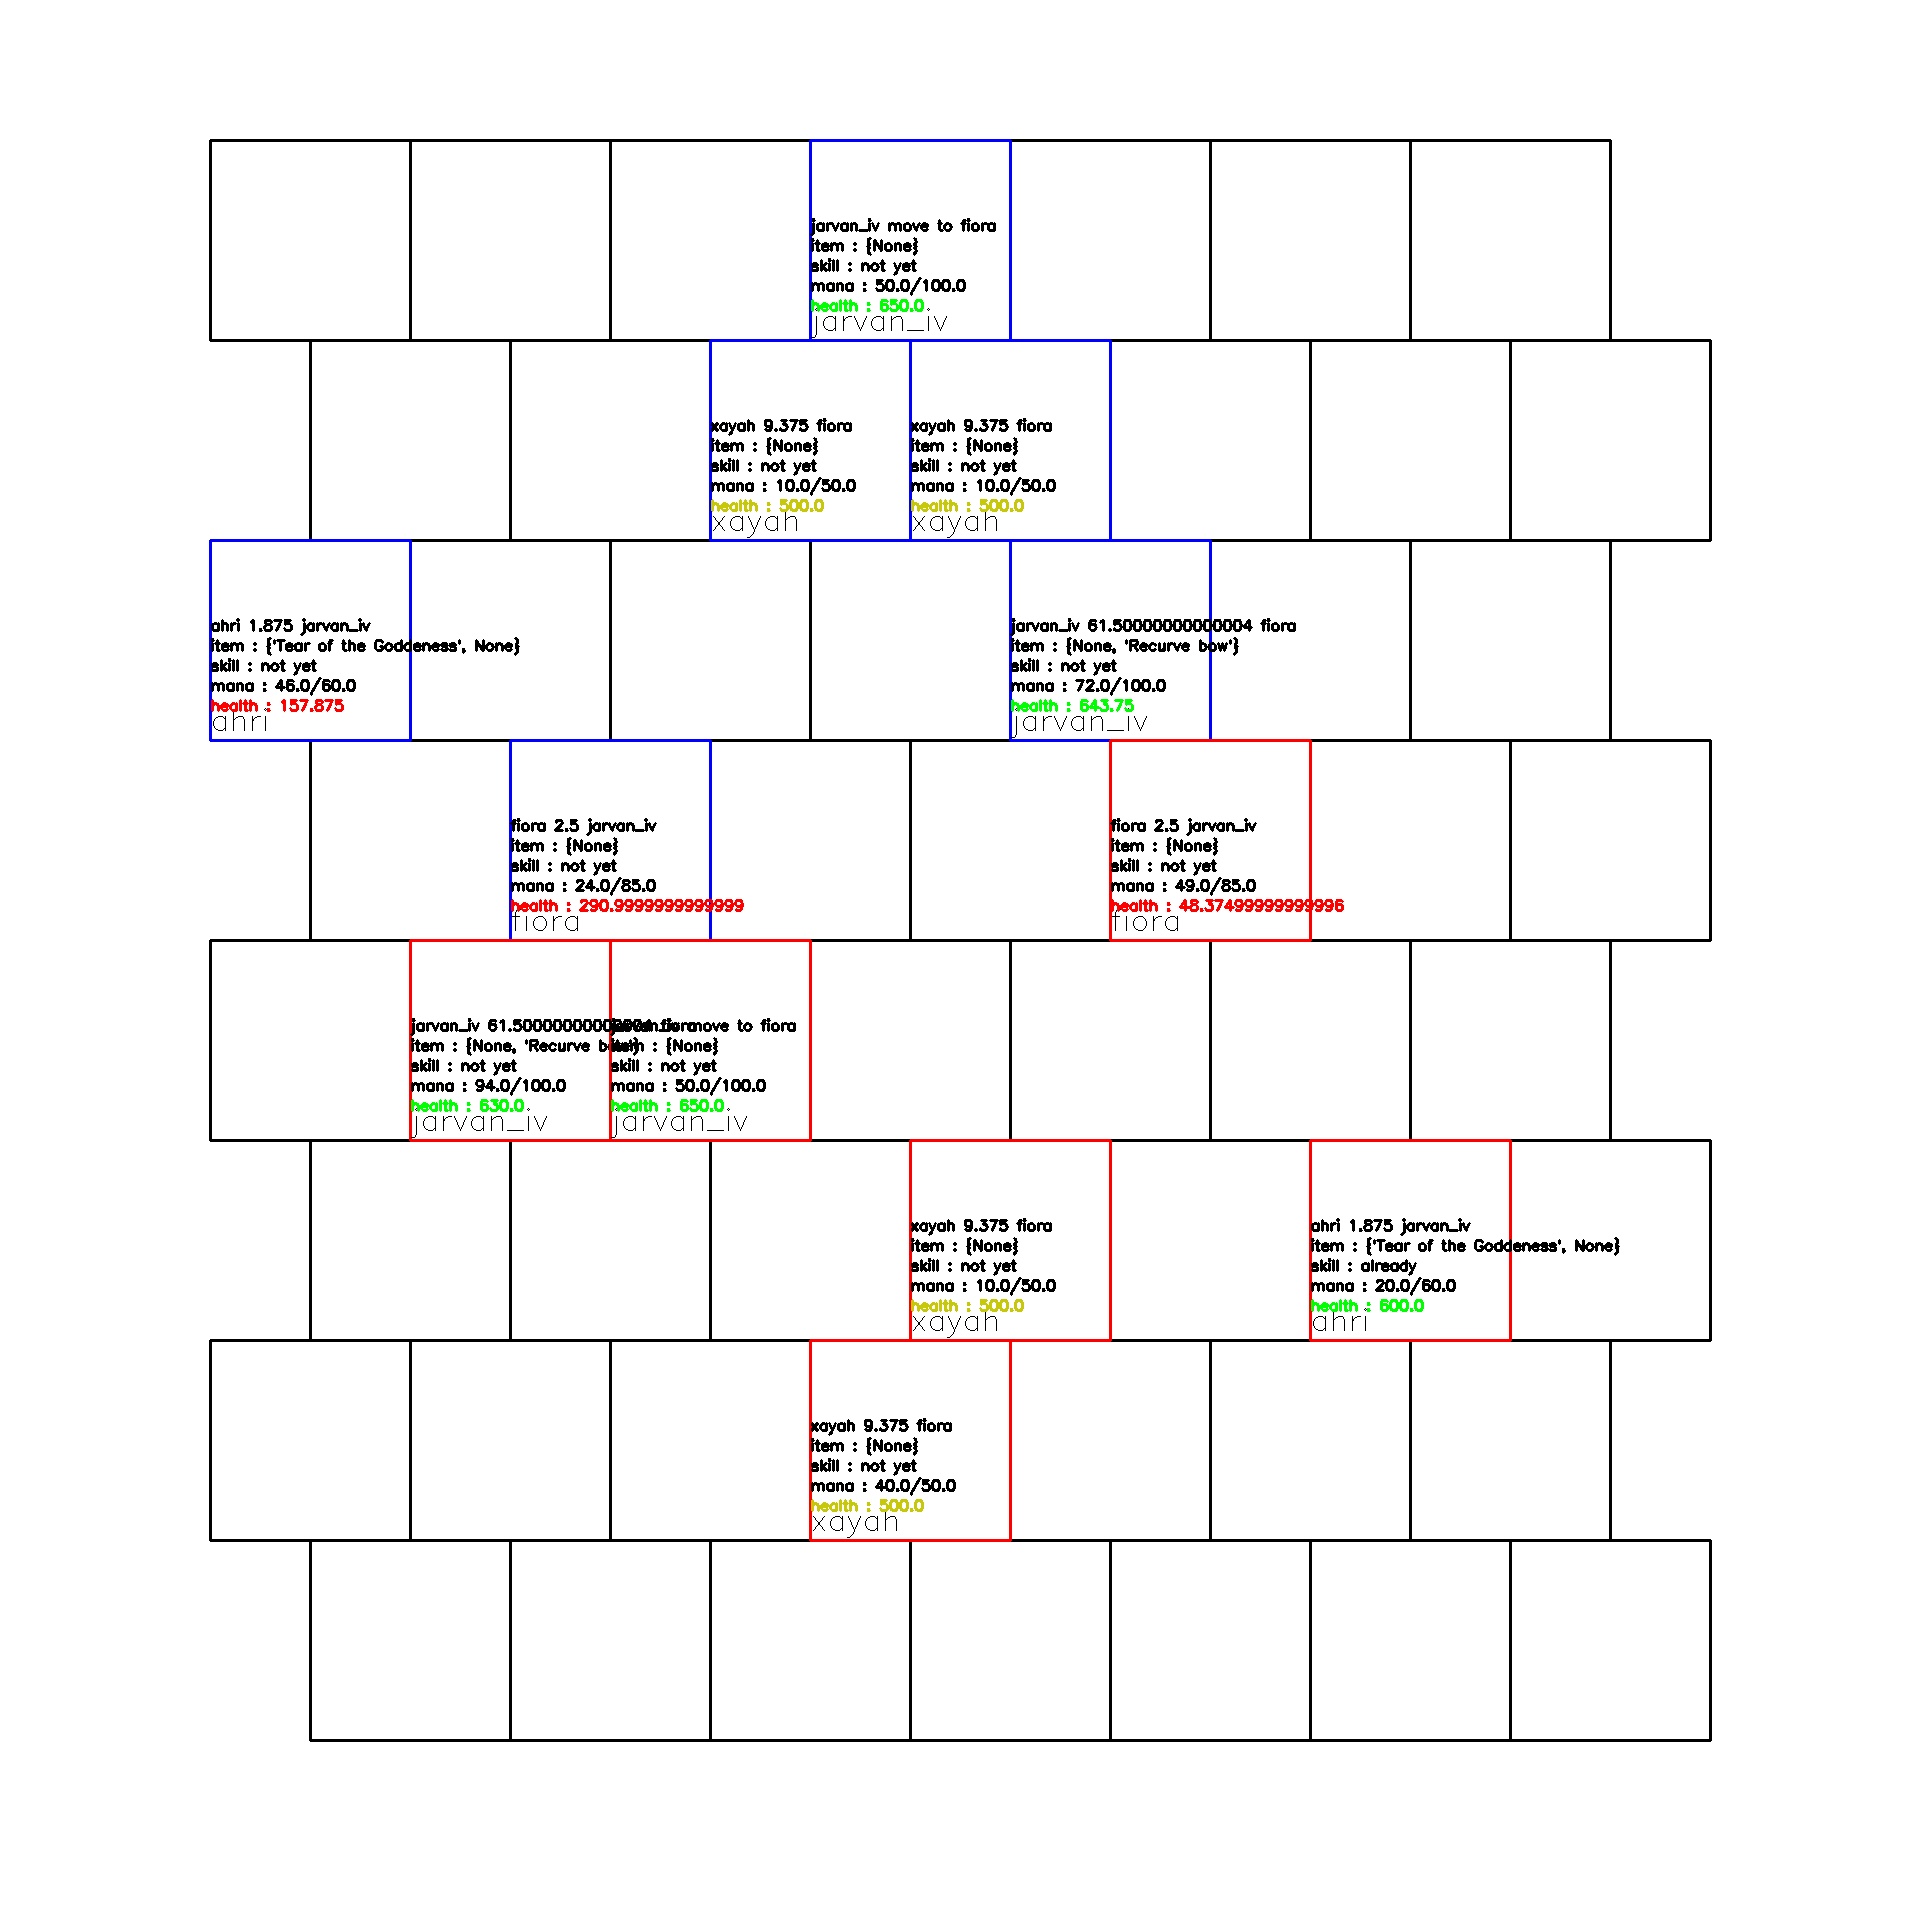 jarvan_iv move to fiora
item : {None}
skill : not yet
mana : 50.0/100.0
health : 650.0
jarvan_iv
xayah 9.375 fiora
item : {None}
skill : not yet
mana : 10.0/50.0
health : 500.0
xayah
xayah 9.375 fiora
item : {None}
skill : not yet
mana : 10.0/50.0
health : 500.0
xayah
ahri 1.875 jarvan_iv
item : {'Tear of the Goddeness', None}
skill : not yet
mana : 46.0/60.0
health : 157.875
ahri
jarvan_iv 61.50000000000004 fiora
item : {None, 'Recurve bow'}
skill : not yet
mana : 72.0/100.0
health : 643.75
jarvan_iv
fiora 2.5 jarvan_iv
item : {None}
skill : not yet
mana : 24.0/85.0
health : 290.9999999999999
fiora
fiora 2.5 jarvan_iv
item : {None}
skill : not yet
mana : 49.0/85.0
health : 48.37499999999996
fiora
jarvan_iv 61.50000000000004 fiora
item : {None, 'Recurve bow'}
skill : not yet
mana : 94.0/100.0
health : 630.0
jarvan_iv
jarvan_iv move to fiora
item : {None}
skill : not yet
mana : 50.0/100.0
health : 650.0
jarvan_iv
xayah 9.375 fiora
item : {None}
skill : not yet
mana : 10.0/50.0
health : 500.0
xayah
ahri 1.875 jarvan_iv
item : {'Tear of the Goddeness', None}
skill : already
mana : 20.0/60.0
health : 600.0
ahri
xayah 9.375 fiora
item : {None}
skill : not yet
mana : 40.0/50.0
health : 500.0
xayah